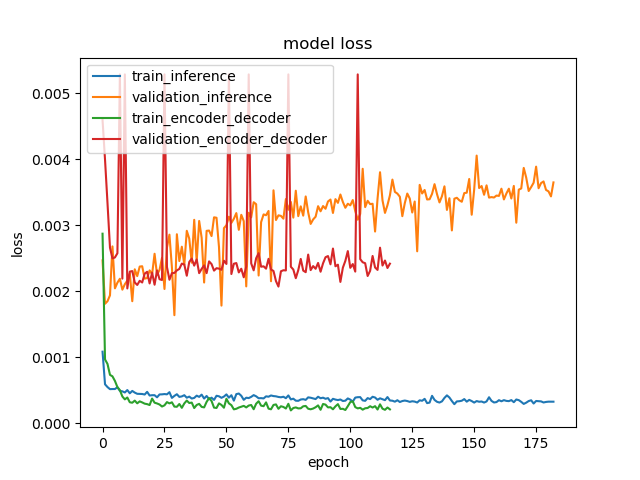 model loss
train_inference
validation_inference
train_encoder_decoder
validation_encoder_decoder
loss
0.005
0.004
0.003
0.002
0.001
0.000
0 25 50 75 100 125 150 175
epoch